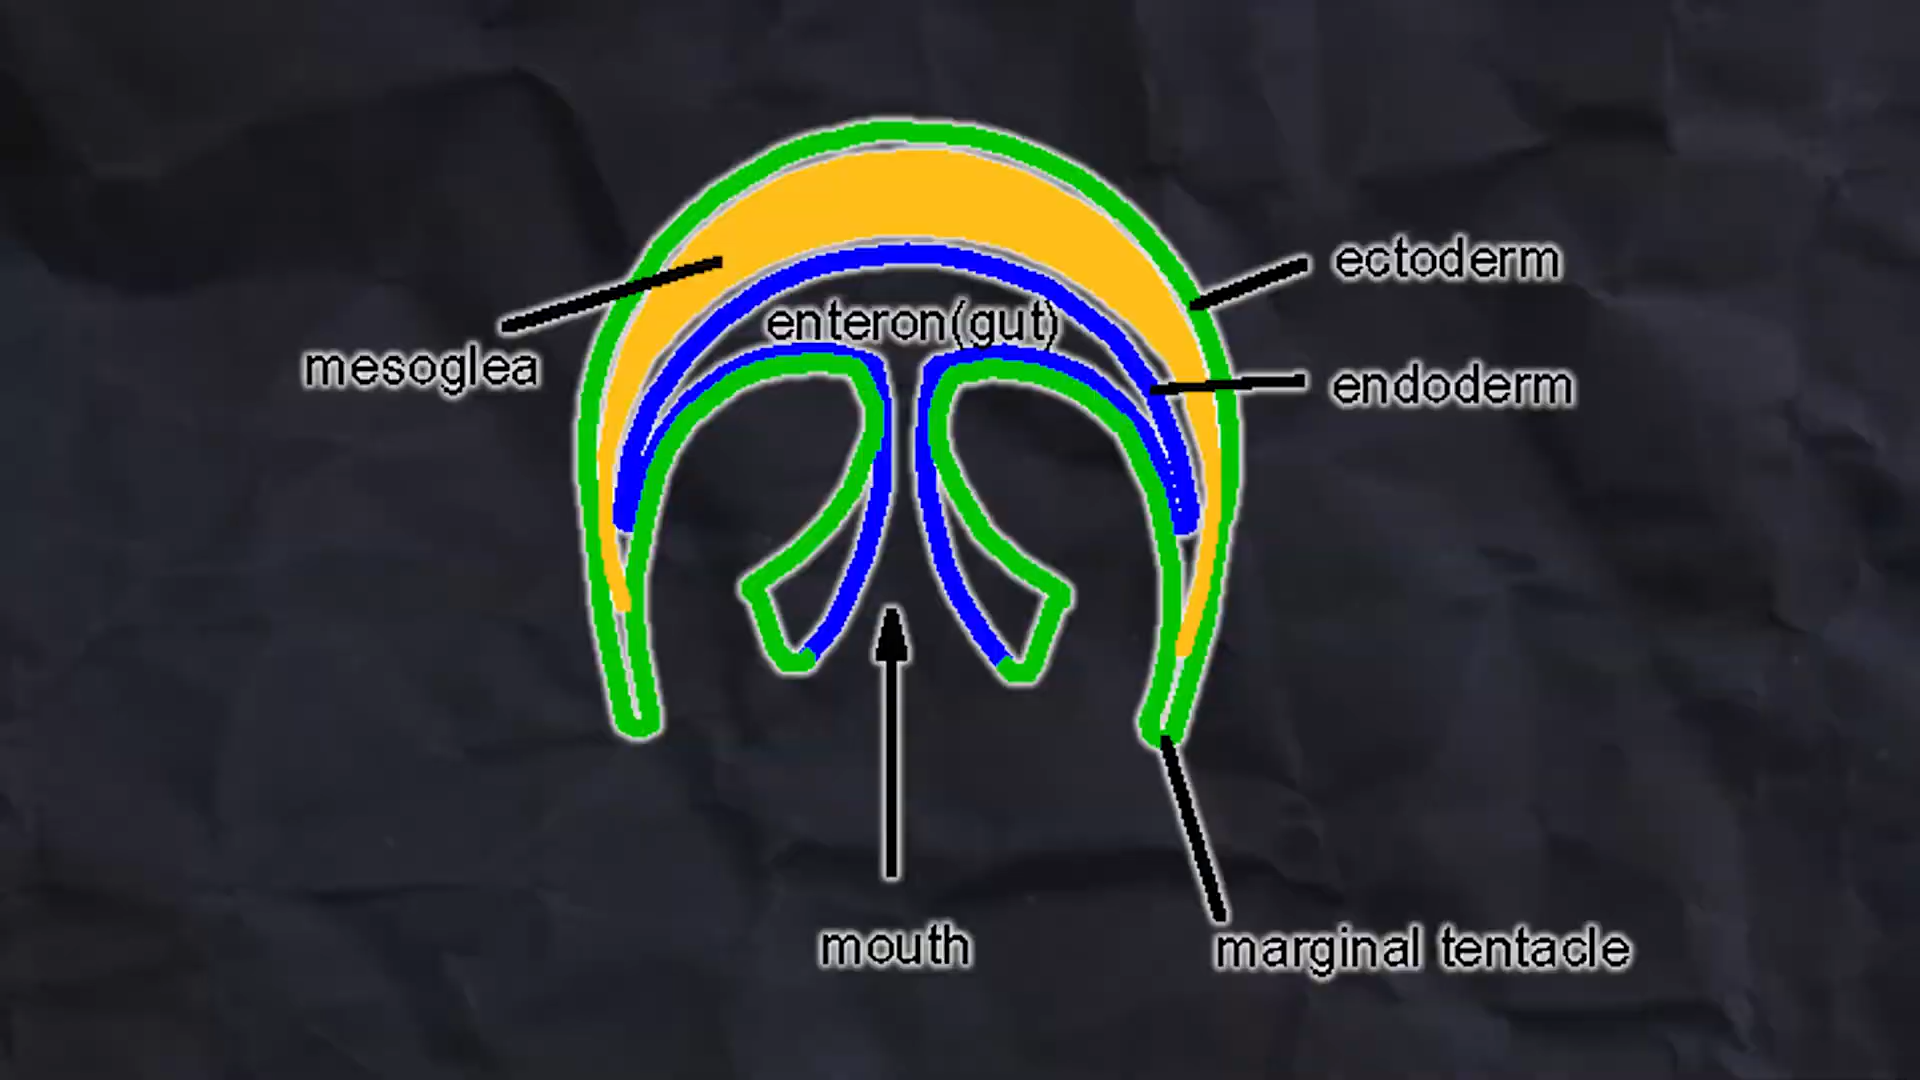 ectoderm
enteron(gut)
mesoglea
endoderm
mouth
marginal tentacle